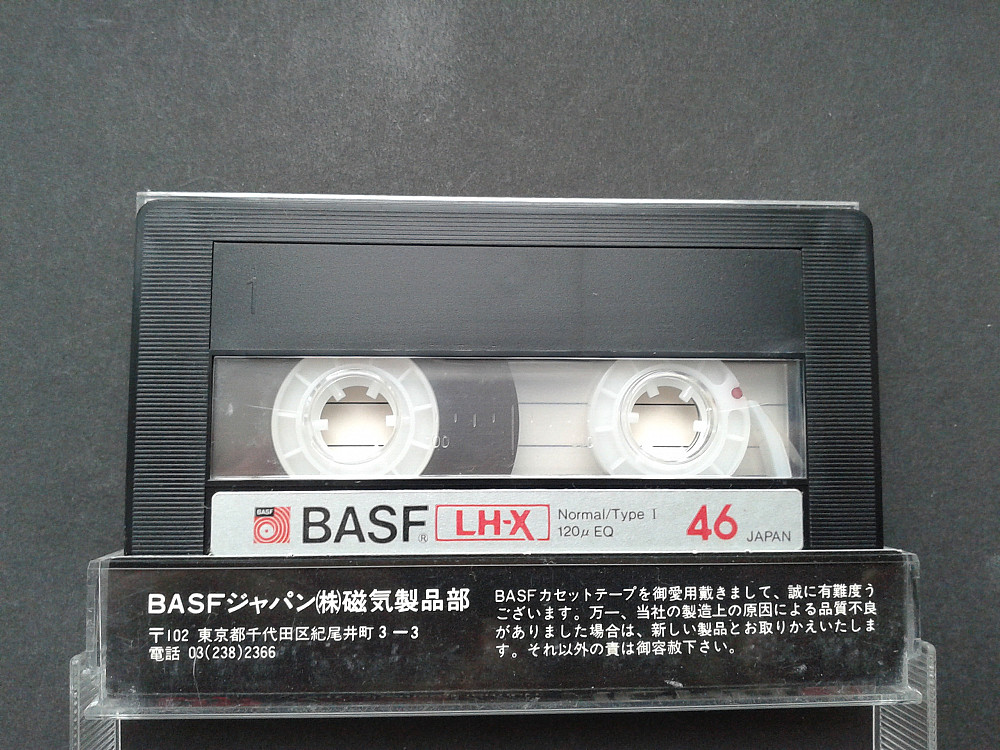 1
00
BASF
BASF® LH-X Normal/Type I 46
120μ EQ JAPAN
BASFジャパン㈱磁気製品部
〒102 東京都千代田区紀尾井町3ー3
電話 03(238)2366
BASFカセットテープを御愛用戴きまして、誠に有難度う
ございます。万一、当社の製造上の原因による品質不良
がありました場合は、新しい製品とお取りかえいたしま
す。それ以外の責は御容赦下さい。